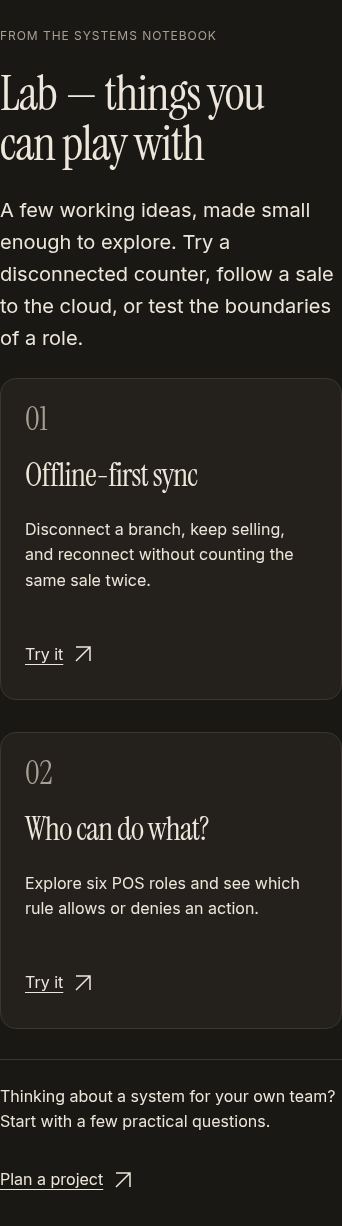 FROM THE SYSTEMS NOTEBOOK
Lab — things you
can play with
A few working ideas, made small
enough to explore. Try a
disconnected counter, follow a sale
to the cloud, or test the boundaries
of a role.
01
Offline-first sync
Disconnect a branch, keep selling,
and reconnect without counting the
same sale twice.
Try it
02
Who can do what?
Explore six POS roles and see which
rule allows or denies an action.
Try it
Thinking about a system for your own team?
Start with a few practical questions.
Plan a project